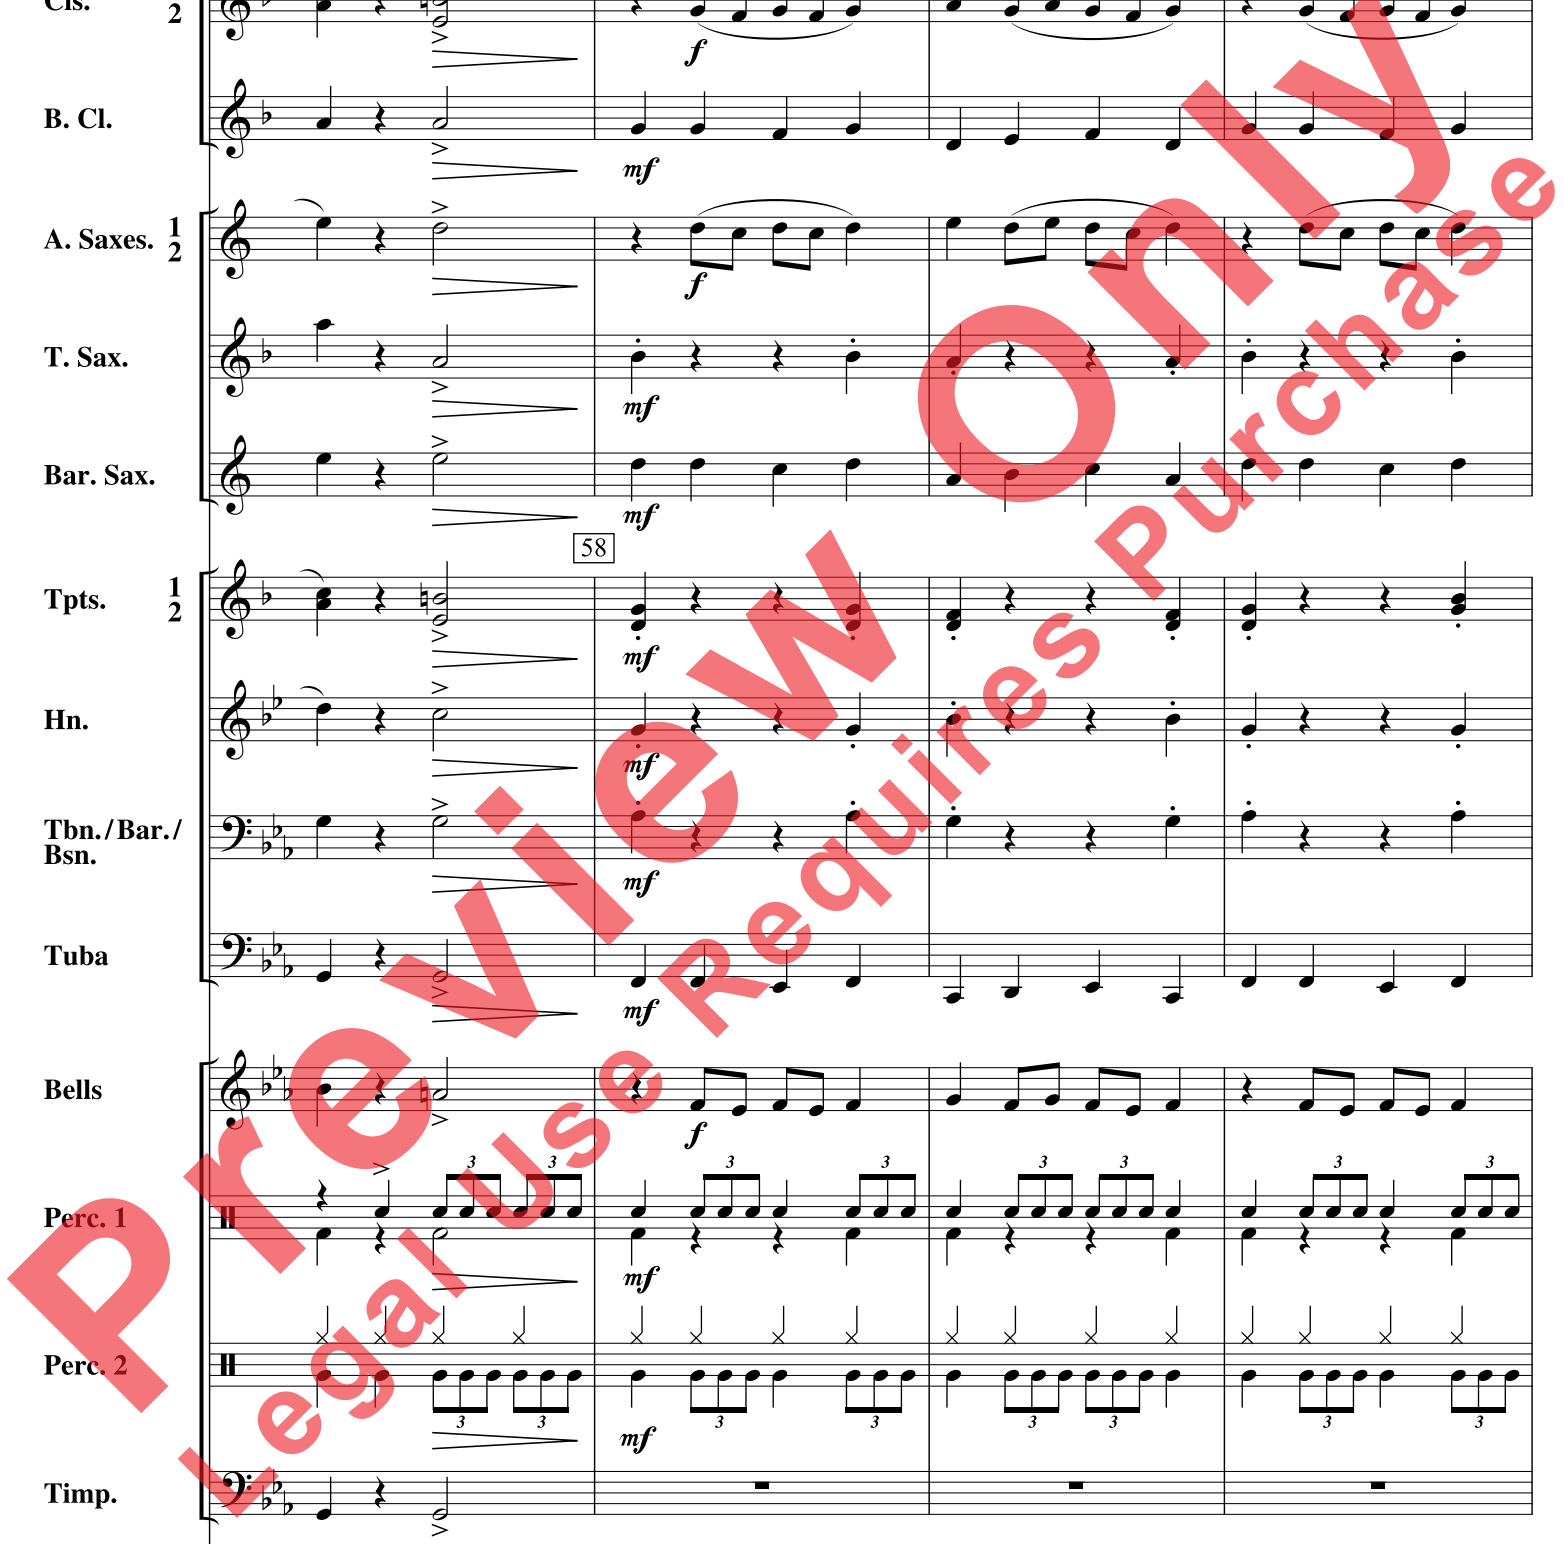 Cls.
2
f
B. Cl.
mf
A. Saxes. 1
2
f
T. Sax.
mf
Bar. Sax.
mf
58
Tpts. 1
2
mf
Hn.
mf
Tbn./Bar./
Bsn.
mf
Tuba
mf
Bells
f
Perc. 1
3 3 3 3 3 3 3 3
mf
Perc. 2
3 3 3 3 3 3 3 3
mf
Timp.
Preview Only
Legal Use Requires Purchase